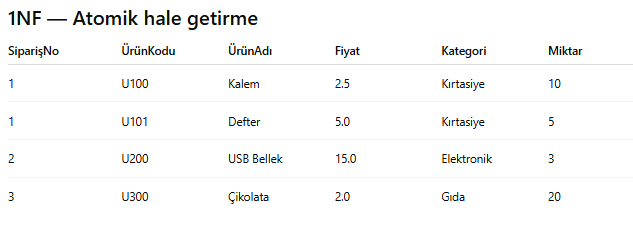 1NF — Atomik hale getirme
SiparişNo ÜrünKodu ÜrünAdı Fiyat Kategori Miktar
1 U100 Kalem 2.5 Kırtasiye 10
1 U101 Defter 5.0 Kırtasiye 5
2 U200 USB Bellek 15.0 Elektronik 3
3 U300 Çikolata 2.0 Gıda 20